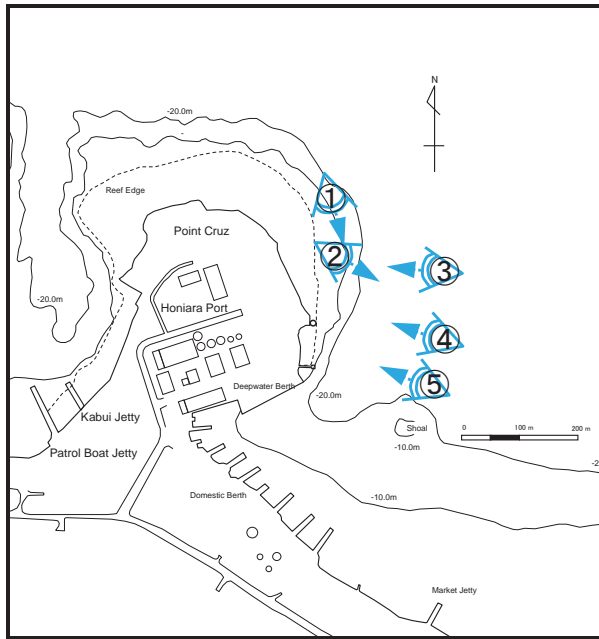 N
-20.0m
Reef Edge
1
Point Cruz
2
3
-20.0m
Honiara Port
4
Deepwater Berth
5
-20.0m
Kabui Jetty
Shoal
0 100 m 200 m
-10.0m
Patrol Boat Jetty
-2
Domestic Berth
-10.0m
Market Jetty